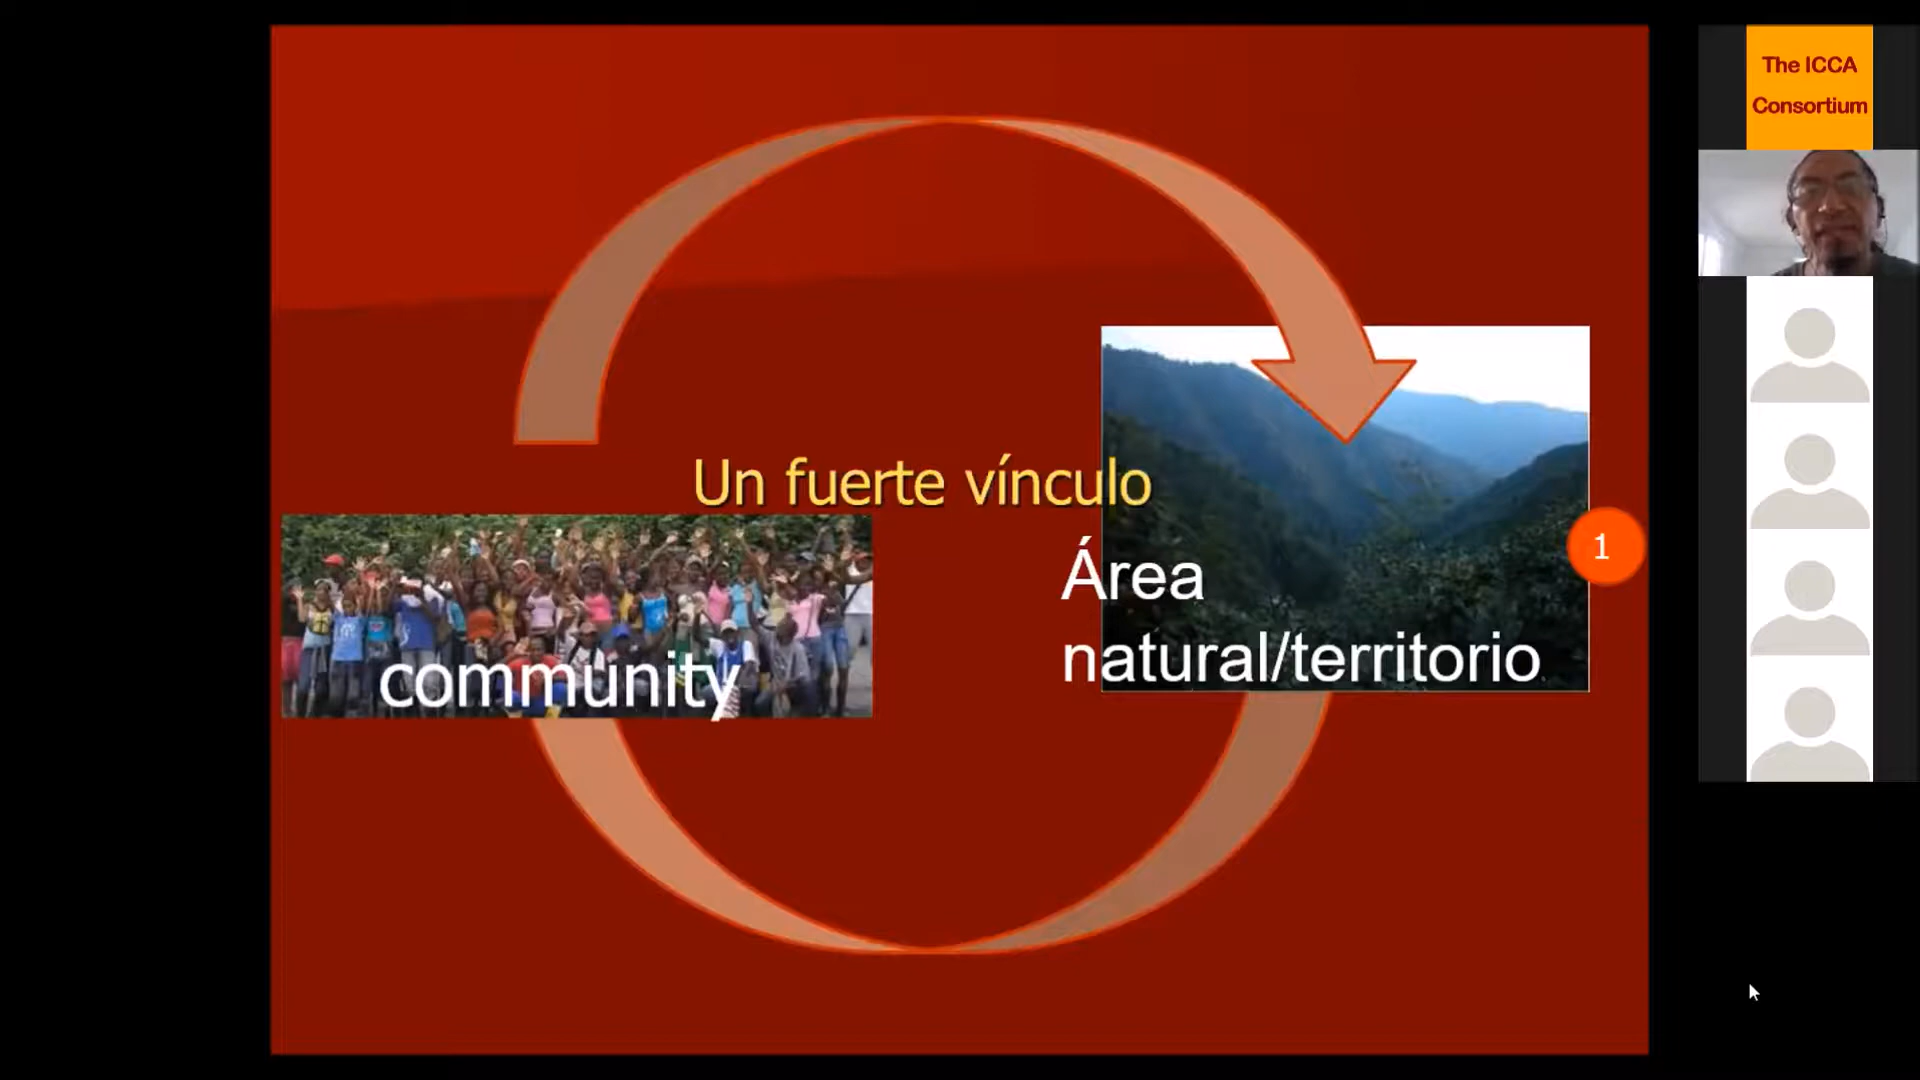 The ICCA
Consortium
Un fuerte vínculo
Área
natural/territorio
1
community